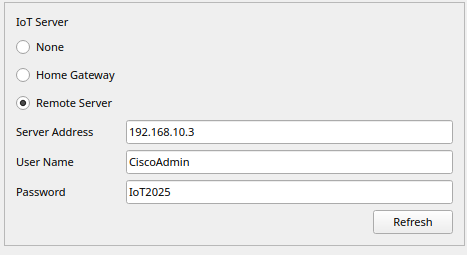 IoT Server
None
Home Gateway
Remote Server
Server Address 192.168.10.3
User Name CiscoAdmin
Password IoT2025
Refresh